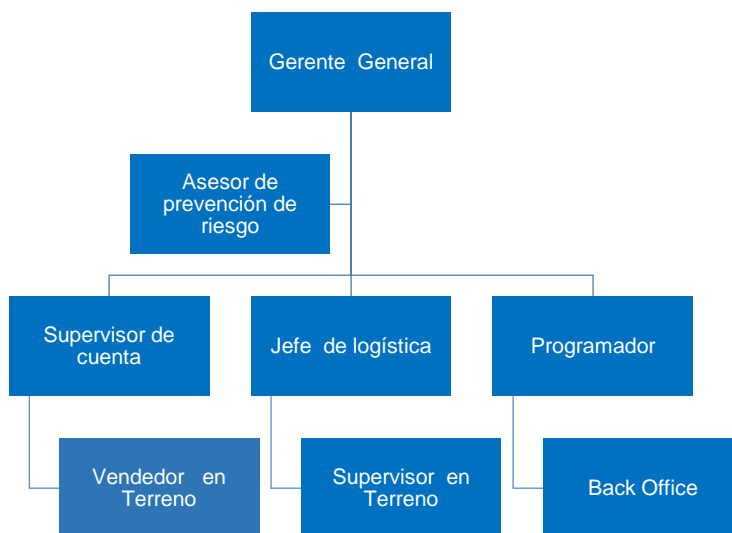 Gerente General
Asesor de
prevención de
riesgo
Supervisor de
cuenta
Jefe de logística
Programador
Vendedor en
Terreno
Supervisor en
Terreno
Back Office